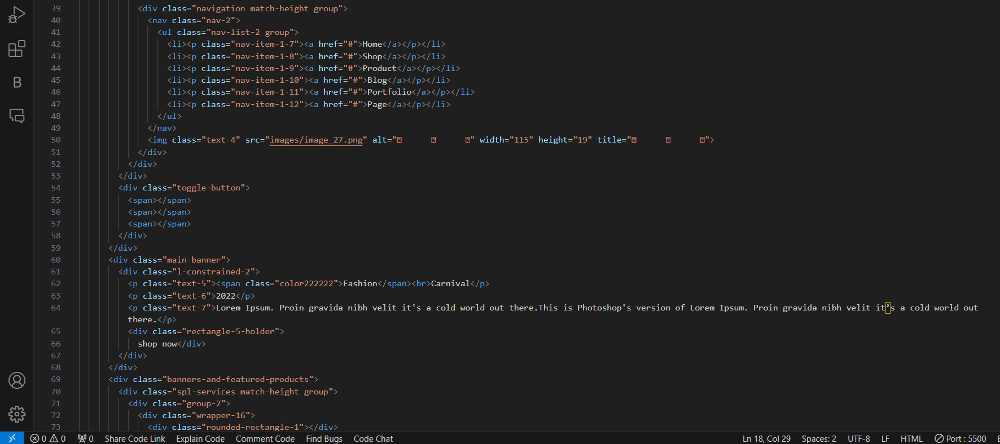 39 <div class="navigation match-height group">
40 <nav class="nav-2">
41 <ul class="nav-list-2 group">
42 <li><p class="nav-item-1-7"><a href="#">Home</a></p></li>
43 <li><p class="nav-item-1-8"><a href="#">Shop</a></p></li>
44 <li><p class="nav-item-1-9"><a href="#">Product</a></p></li>
45 <li><p class="nav-item-1-10"><a href="#">Blog</a></p></li>
46 <li><p class="nav-item-1-11"><a href="#">Portfolio</a></p></li>
47 <li><p class="nav-item-1-12"><a href="#">Page</a></p></li>
48 </ul>
49 </nav>
50 <img class="text-4" src="images/image_27.png" alt="      " width="115" height="19" title="      ">
51 </div>
52 </div>
53 </div>
54 <div class="toggle-button">
55 <span></span>
56 <span></span>
57 <span></span>
58 </div>
59 </div>
60 <div class="main-banner">
61 <div class="l-constrained-2">
62 <p class="text-5"><span class="color222222">Fashion</span><br>Carnival</p>
63 <p class="text-6">2022</p>
64 <p class="text-7">Lorem Ipsum. Proin gravida nibh velit it's a cold world out there.This is Photoshop's version of Lorem Ipsum. Proin gravida nibh velit it’s a cold world out
there.</p>
65 <div class="rectangle-5-holder">
66 shop now</div>
67 </div>
68 </div>
69 <div class="banners-and-featured-products">
70 <div class="spl-services match-height group">
71 <div class="group-2">
72 <div class="wrapper-16">
73 <div class="rounded-rectangle-1"></div>
B
0 0 0 Share Code Link Explain Code Comment Code Find Bugs Code Chat Ln 18, Col 29 Spaces: 2 UTF-8 LF HTML Port : 5500